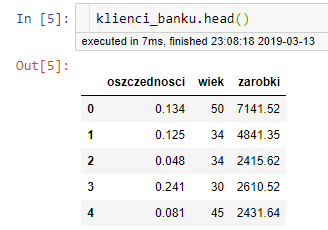 In [5]: klienci_banku.head()
executed in 7ms, finished 23:08:18 2019-03-13
Out[5]:
oszczednosci wiek zarobki
0 0.134 50 7141.52
1 0.125 34 4841.35
2 0.048 34 2415.62
3 0.241 30 2610.52
4 0.081 45 2431.64